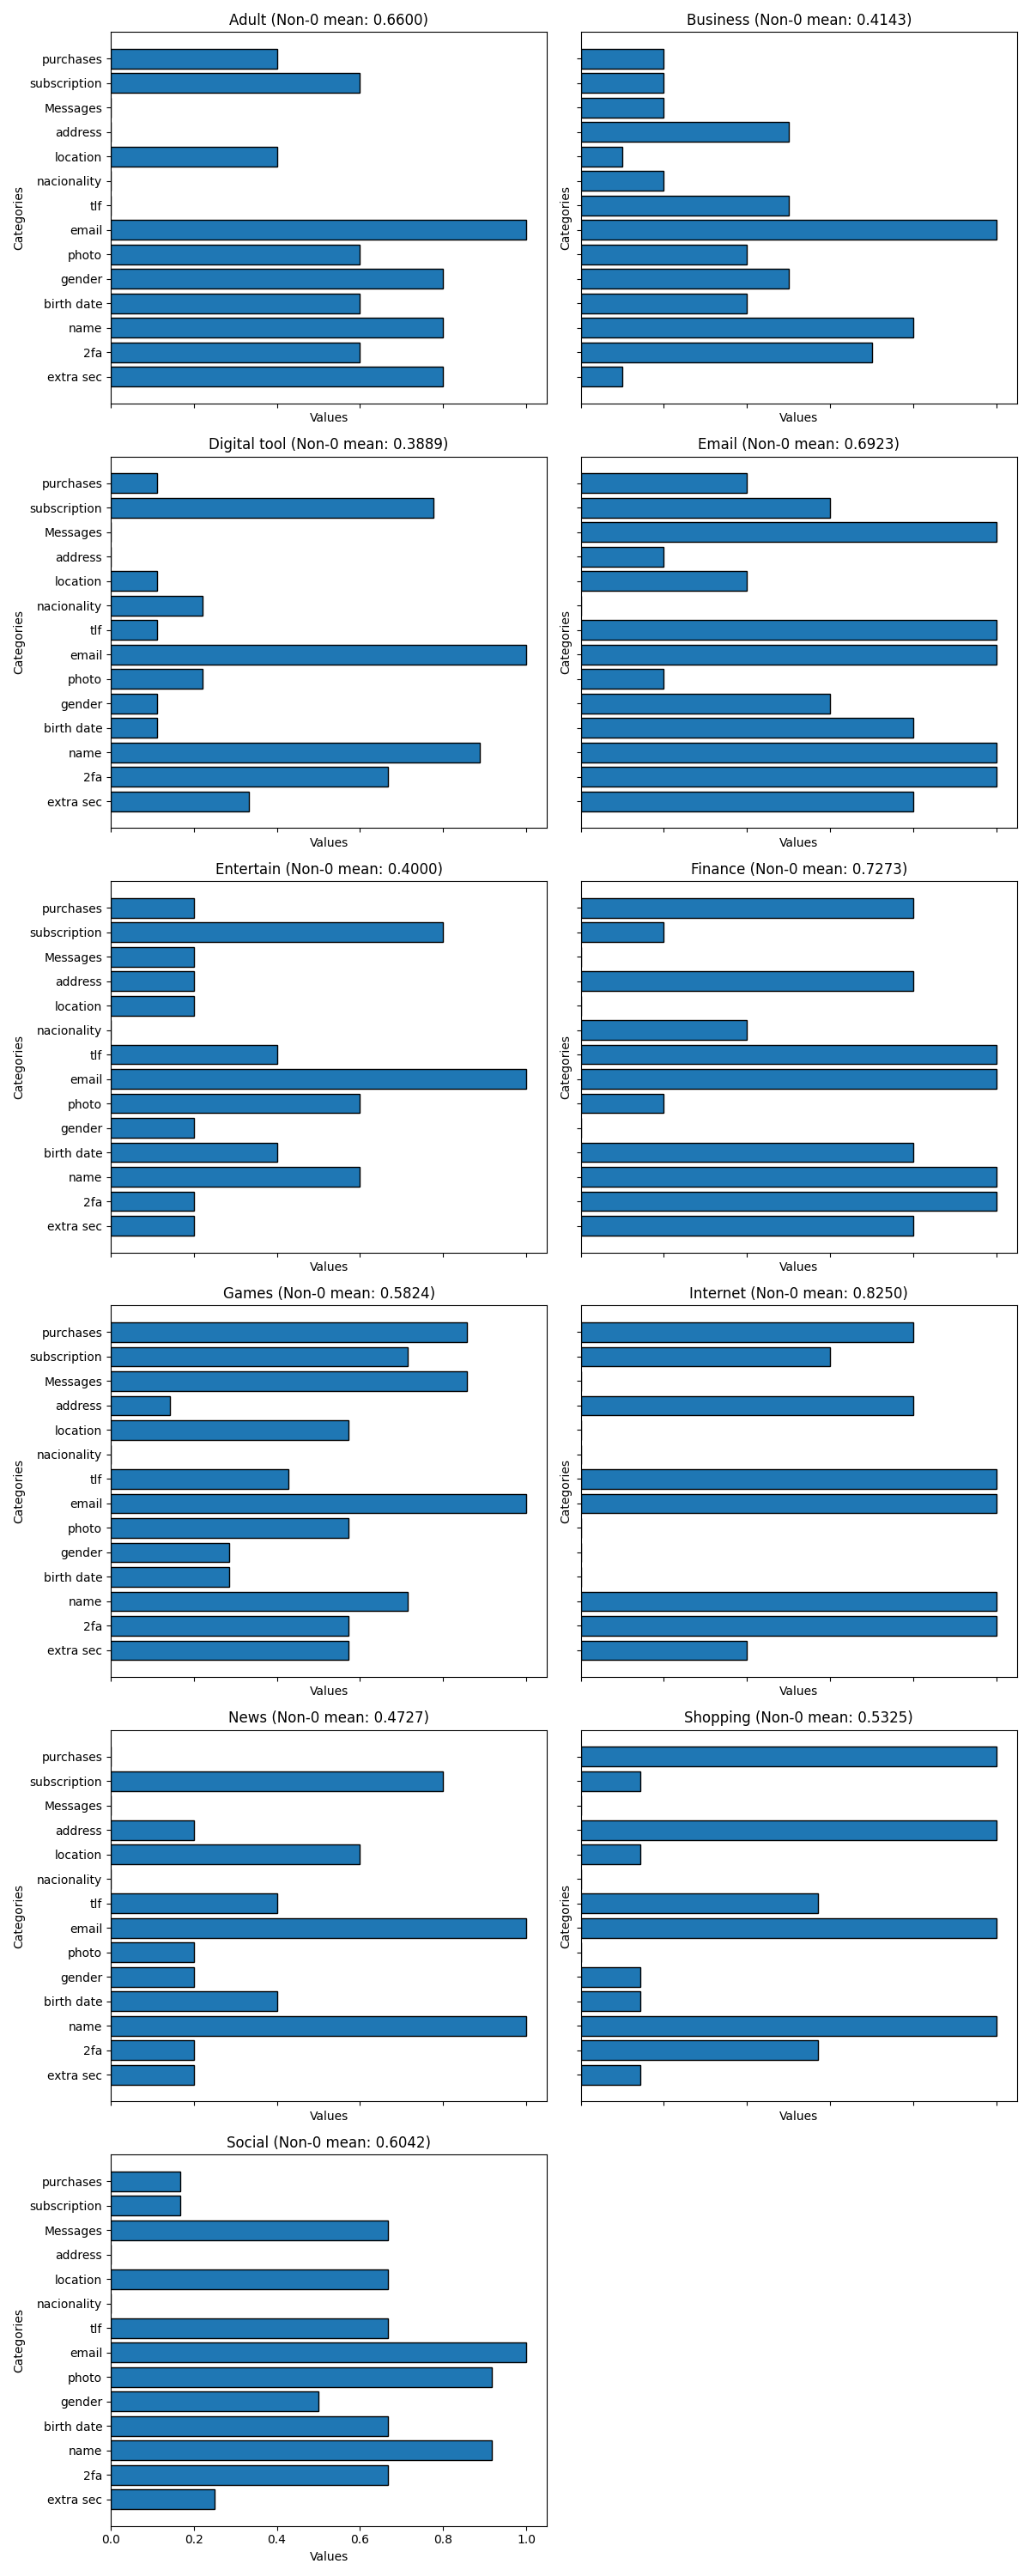 Adult (Non-0 mean: 0.6600)
Categories
purchases
subscription
Messages
address
location
nacionality
tlf
email
photo
gender
birth date
name
2fa
extra sec
Values
Business (Non-0 mean: 0.4143)
Categories
Values
Digital tool (Non-0 mean: 0.3889)
Categories
purchases
subscription
Messages
address
location
nacionality
tlf
email
photo
gender
birth date
name
2fa
extra sec
Values
Email (Non-0 mean: 0.6923)
Categories
Values
Entertain (Non-0 mean: 0.4000)
Categories
purchases
subscription
Messages
address
location
nacionality
tlf
email
photo
gender
birth date
name
2fa
extra sec
Values
Finance (Non-0 mean: 0.7273)
Categories
Values
Games (Non-0 mean: 0.5824)
Categories
purchases
subscription
Messages
address
location
nacionality
tlf
email
photo
gender
birth date
name
2fa
extra sec
Values
Internet (Non-0 mean: 0.8250)
Categories
Values
News (Non-0 mean: 0.4727)
Categories
purchases
subscription
Messages
address
location
nacionality
tlf
email
photo
gender
birth date
name
2fa
extra sec
Values
Shopping (Non-0 mean: 0.5325)
Categories
Values
Social (Non-0 mean: 0.6042)
Categories
purchases
subscription
Messages
address
location
nacionality
tlf
email
photo
gender
birth date
name
2fa
extra sec
0.0 0.2 0.4 0.6 0.8 1.0
Values